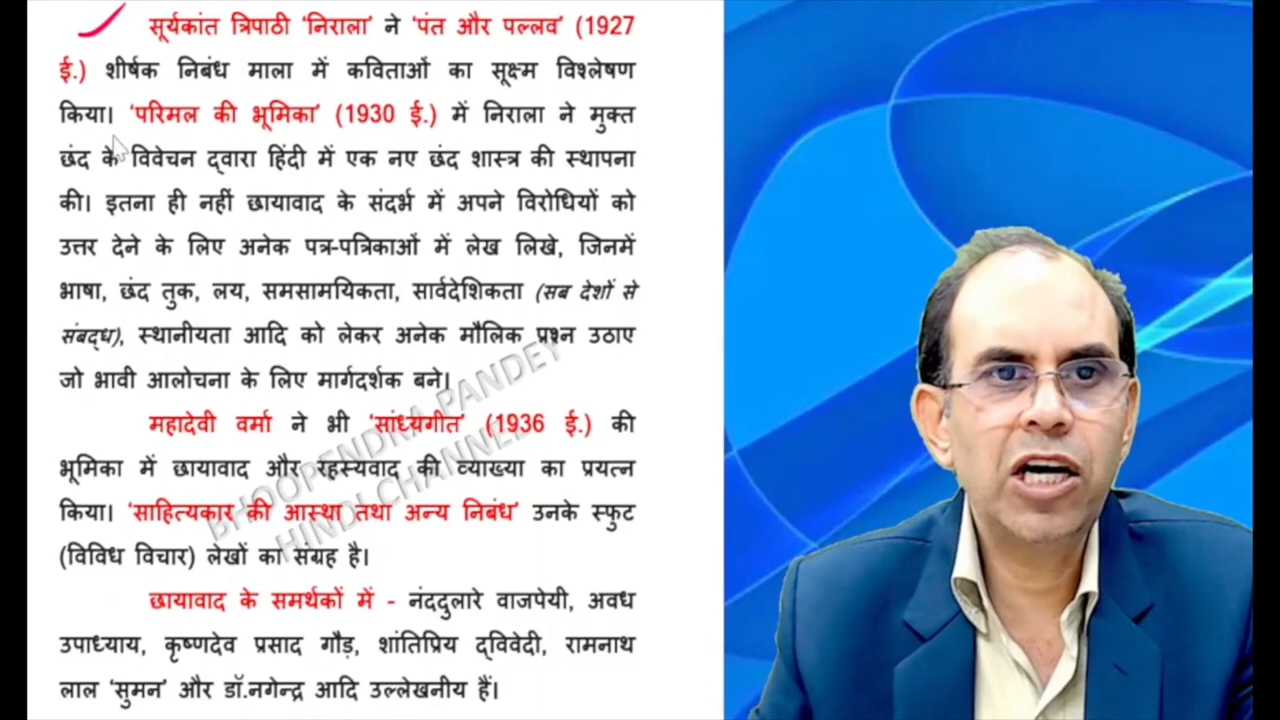 सूर्यकांत त्रिपाठी ‘निराला’ ने ‘पंत और पल्लव’ (1927
ई.) शीर्षक निबंध माला में कविताओं का सूक्ष्म विश्लेषण
किया। ‘परिमल की भूमिका’ (1930 ई.) में निराला ने मुक्त
छंद के विवेचन द्वारा हिंदी में एक नए छंद शास्त्र की स्थापना
की। इतना ही नहीं छायावाद के संदर्भ में अपने विरोधियों को
उत्तर देने के लिए अनेक पत्र-पत्रिकाओं में लेख लिखे, जिनमें
भाषा, छंद तुक, लय, समसामयिकता, सार्वदेशिकता (सब देशों से
संबद्ध), स्थानीयता आदि को लेकर अनेक मौलिक प्रश्न उठाए
जो भावी आलोचना के लिए मार्गदर्शक बने।
महादेवी वर्मा ने भी ‘सांध्यगीत’ (1936 ई.) की
भूमिका में छायावाद और रहस्यवाद की व्याख्या का प्रयत्न
किया। ‘साहित्यकार की आस्था तथा अन्य निबंध’ उनके स्फुट
(विविध विचार) लेखों का संग्रह है।
छायावाद के समर्थकों में - नंददुलारे वाजपेयी, अवध
उपाध्याय, कृष्णदेव प्रसाद गौड़, शांतिप्रिय द्विवेदी, रामनाथ
लाल ‘सुमन’ और डॉ.नगेन्द्र आदि उल्लेखनीय हैं।
BHOOPENDRA PANDEY
HINDI CHANNEL